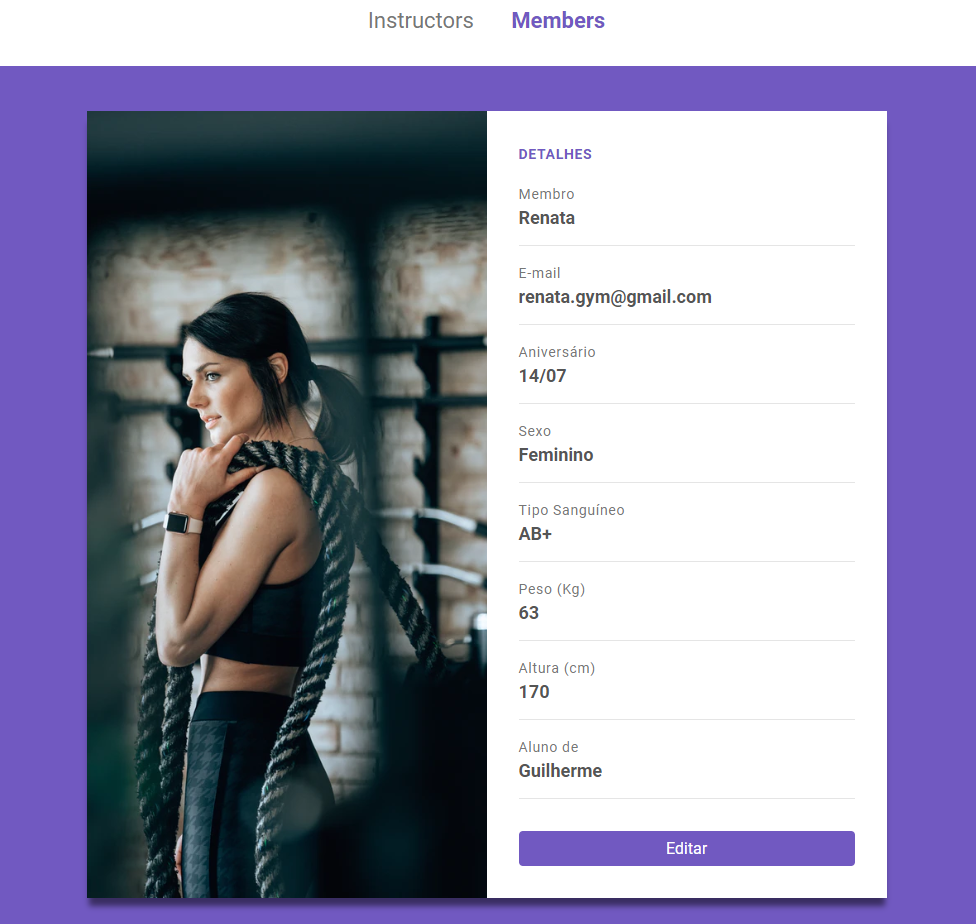 Instructors Members
DETALHES
Membro
Renata
E-mail
renata.gym@gmail.com
Aniversário
14/07
Sexo
Feminino
Tipo Sanguíneo
AB+
Peso (Kg)
63
Altura (cm)
170
Aluno de
Guilherme
Editar